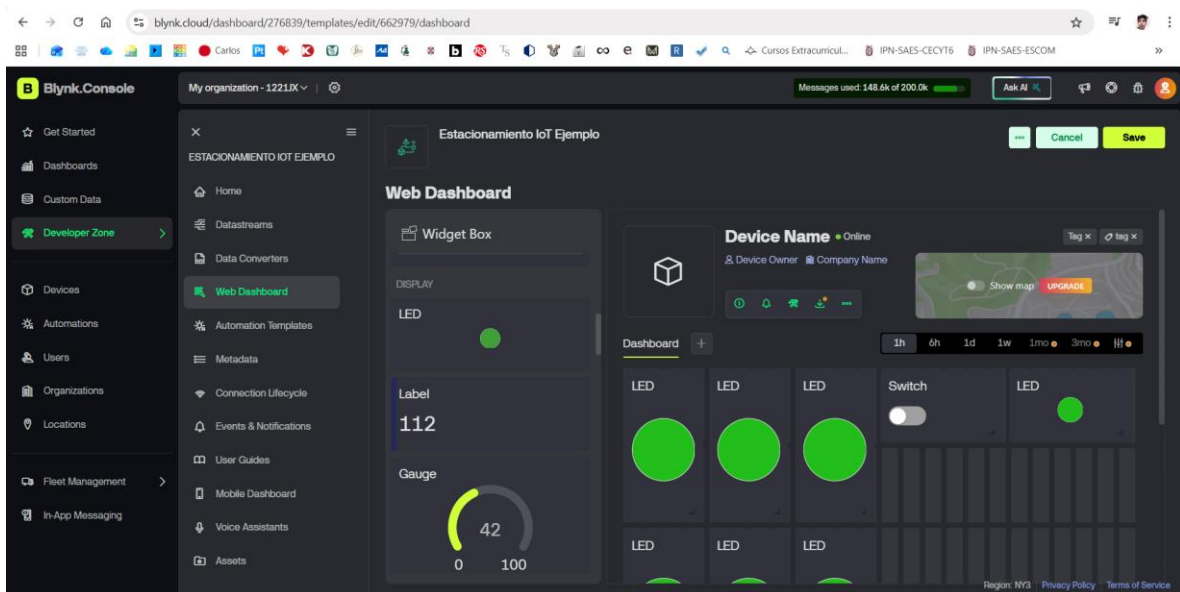 blynk.cloud/dashboard/276839/templates/edit/662979/dashboard
Carlos
Cursos Extracurricul...
IPN-SAES-CECYT6
IPN-SAES-ESCOM
»
B Blynk.Console
My organization - 1221JX
Messages used: 148.6k of 200.0k
Ask AI
Get Started
Dashboards
Custom Data
Developer Zone
Devices
Automations
Users
Organizations
Locations
Fleet Management
In-App Messaging
ESTACIONAMIENTO IOT EJEMPLO
Home
Datastreams
Data Converters
Web Dashboard
Automation Templates
Metadata
Connection Lifecycle
Events & Notifications
User Guides
Mobile Dashboard
Voice Assistants
Assets
Estacionamiento IoT Ejemplo
Cancel
Save
Web Dashboard
Widget Box
DISPLAY
LED
Label
112
Gauge
42
0 100
Device Name Online
Tag × tag ×
Device Owner Company Name
Show map UPGRADE
Dashboard +
1h 6h 1d 1w 1mo 3mo
LED LED LED Switch LED
LED LED LED
Region: NY3 Privacy Policy Terms of Service